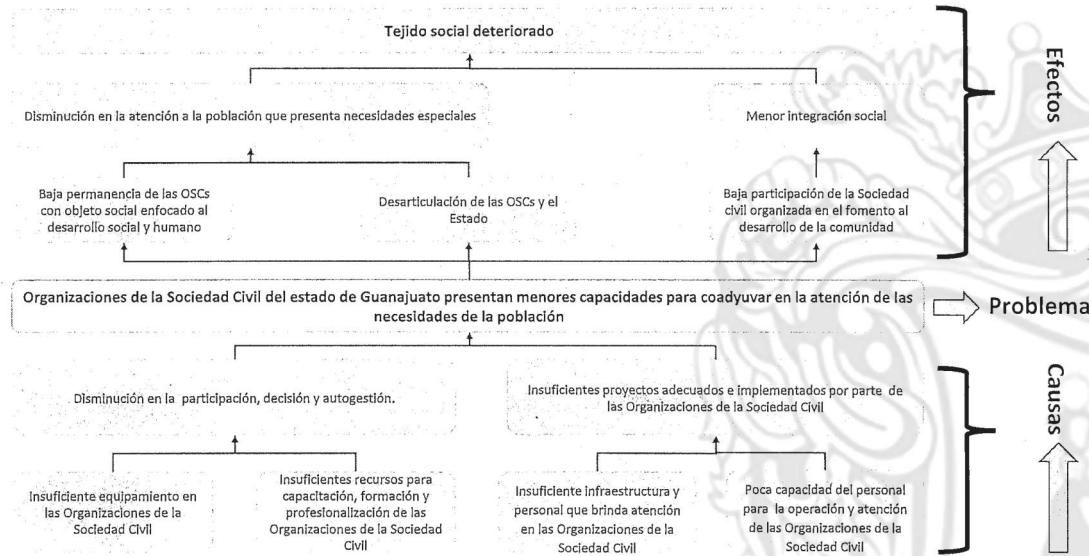 Tejido social deteriorado
Efectos
Disminución en la atención a la población que presenta necesidades especiales
Menor integración social
Baja permanencia de las OSCs
con objeto social enfocado al
desarrollo social y humano
Desarticulación de las OSCs y el
Estado
Baja participación de la Sociedad
civil organizada en el fomento al
desarrollo de la comunidad
Organizaciones de la Sociedad Civil del estado de Guanajuato presentan menores capacidades para coadyuvar en la atención de las
necesidades de la población
Problema
Causas
Disminución en la participación, decisión y autogestión.
Insuficientes proyectos adecuados e implementados por parte de
las Organizaciones de la Sociedad Civil
Insuficiente equipamiento en
las Organizaciones de la
Sociedad Civil
Insuficientes recursos para
capacitación, formación y
profesionalización de las
Organizaciones de la Sociedad
Civil
Insuficiente infraestructura y
personal que brinda atención
en las Organizaciones de la
Sociedad Civil
Poca capacidad del personal
para la operación y atención
de las Organizaciones de la
Sociedad Civil